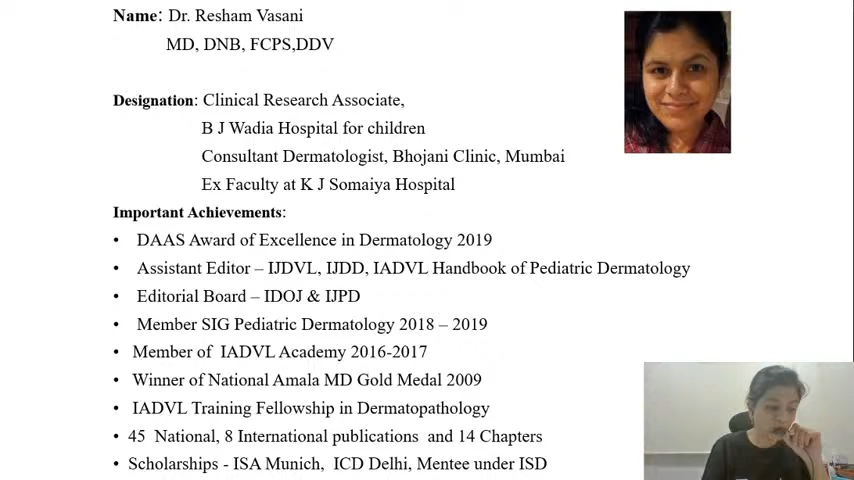 Name: Dr. Resham Vasani
MD, DNB, FCPS,DDV
Designation: Clinical Research Associate,
B J Wadia Hospital for children
Consultant Dermatologist, Bhojani Clinic, Mumbai
Ex Faculty at K J Somaiya Hospital
Important Achievements:
• DAAS Award of Excellence in Dermatology 2019
• Assistant Editor – IJDVL, IJDD, IADVL Handbook of Pediatric Dermatology
• Editorial Board – IDOJ & IJPD
• Member SIG Pediatric Dermatology 2018 – 2019
• Member of IADVL Academy 2016-2017
• Winner of National Amala MD Gold Medal 2009
• IADVL Training Fellowship in Dermatopathology
• 45 National, 8 International publications and 14 Chapters
• Scholarships - ISA Munich, ICD Delhi, Mentee under ISD